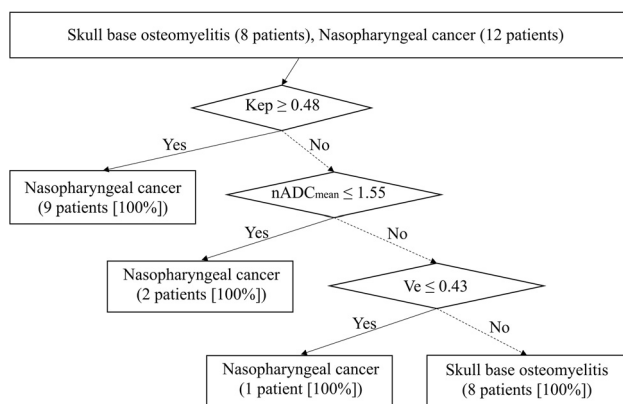 Skull base osteomyelitis (8 patients), Nasopharyngeal cancer (12 patients)
Kep ≥ 0.48
Yes
No
Nasopharyngeal cancer
(9 patients [100%])
nADCmean ≤ 1.55
Yes
No
Nasopharyngeal cancer
(2 patients [100%])
Ve ≤ 0.43
Yes
No
Nasopharyngeal cancer
(1 patient [100%])
Skull base osteomyelitis
(8 patients [100%])